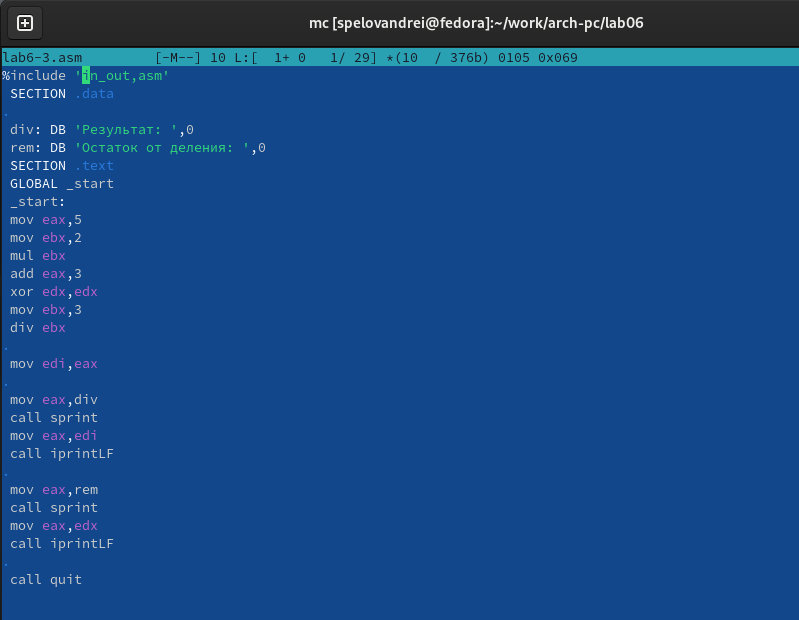 mc [spelovandrei@fedora]:~/work/arch-pc/lab06
lab6-3.asm [-M--] 10 L:[ 1+ 0 1/ 29] *(10 / 376b) 0105 0x069
%include 'in_out,asm'
SECTION .data
.
div: DB 'Результат: ',0
rem: DB 'Остаток от деления: ',0
SECTION .text
GLOBAL _start
_start:
mov eax,5
mov ebx,2
mul ebx
add eax,3
xor edx,edx
mov ebx,3
div ebx
.
mov edi,eax
.
mov eax,div
call sprint
mov eax,edi
call iprintLF
.
mov eax,rem
call sprint
mov eax,edx
call iprintLF
.
call quit